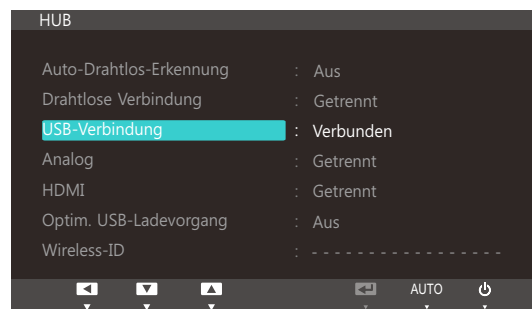 HUB
Auto-Drahtlos-Erkennung : Aus
Drahtlose Verbindung : Getrennt
USB-Verbindung : Verbunden
Analog : Getrennt
HDMI : Getrennt
Optim. USB-Ladevorgang : Aus
Wireless-ID : - - - - - - - - - - - - - - - - - -
AUTO